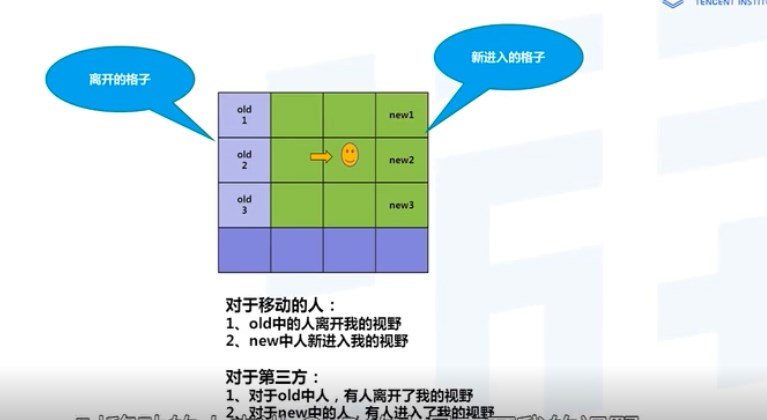 TENCENT INSTIT
离开的格子
新进入的格子
old
1
new1
old
2
new2
old
3
new3
对于移动的人：
1、old中的人离开我的视野
2、new中人新进入我的视野
对于第三方：
1、对于old中人，有人离开了我的视野
2、对于new中的人，有人进入了我的视野